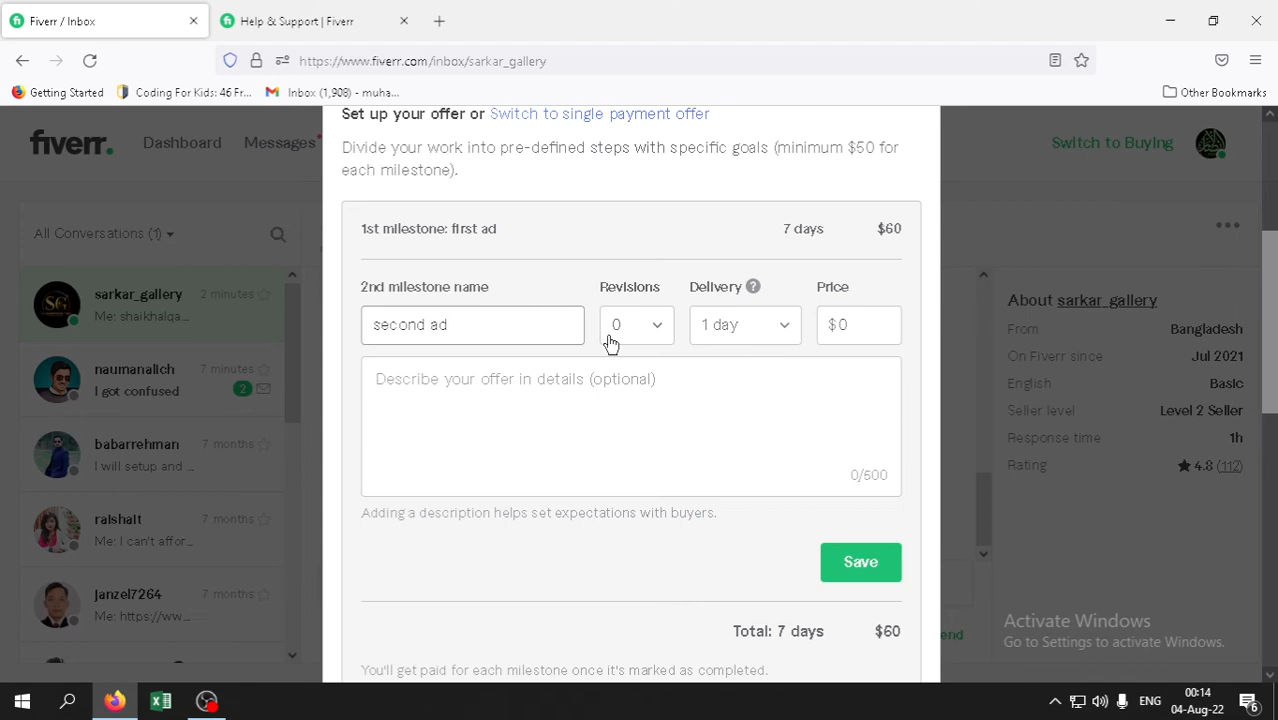 Fiverr / Inbox
Help & Support | Fiverr
https://www.fiverr.com/inbox/sarkar_gallery
Getting Started
Coding For Kids: 46 Fr...
Inbox (1,908) - muha...
Other Bookmarks
fiverr.
Dashboard
Messages
Switch to Buying
Set up your offer or Switch to single payment offer
Divide your work into pre-defined steps with specific goals (minimum $50 for
each milestone).
All Conversations (1)
sarkar_gallery
2 minutes
Me: shaikhalqa...
naumanalich
7 minutes
I got confused
2
babarrehman
7 months
I will setup and ...
raishait
7 months
Me: I can't affor...
janzel7264
7 months
Me: https://ww...
1st milestone: first ad
7 days
$60
2nd milestone name
Revisions
Delivery
?
Price
second ad
0
1 day
$0
Describe your offer in details (optional)
0/500
Adding a description helps set expectations with buyers.
Save
Total: 7 days
$60
You'll get paid for each milestone once it's marked as completed.
About sarkar_gallery
From
Bangladesh
On Fiverr since
Jul 2021
English
Basic
Seller level
Level 2 Seller
Response time
1h
Rating
4.8 (112)
Activate Windows
Go to Settings to activate Windows.
ENG
00:14
04-Aug-22
6